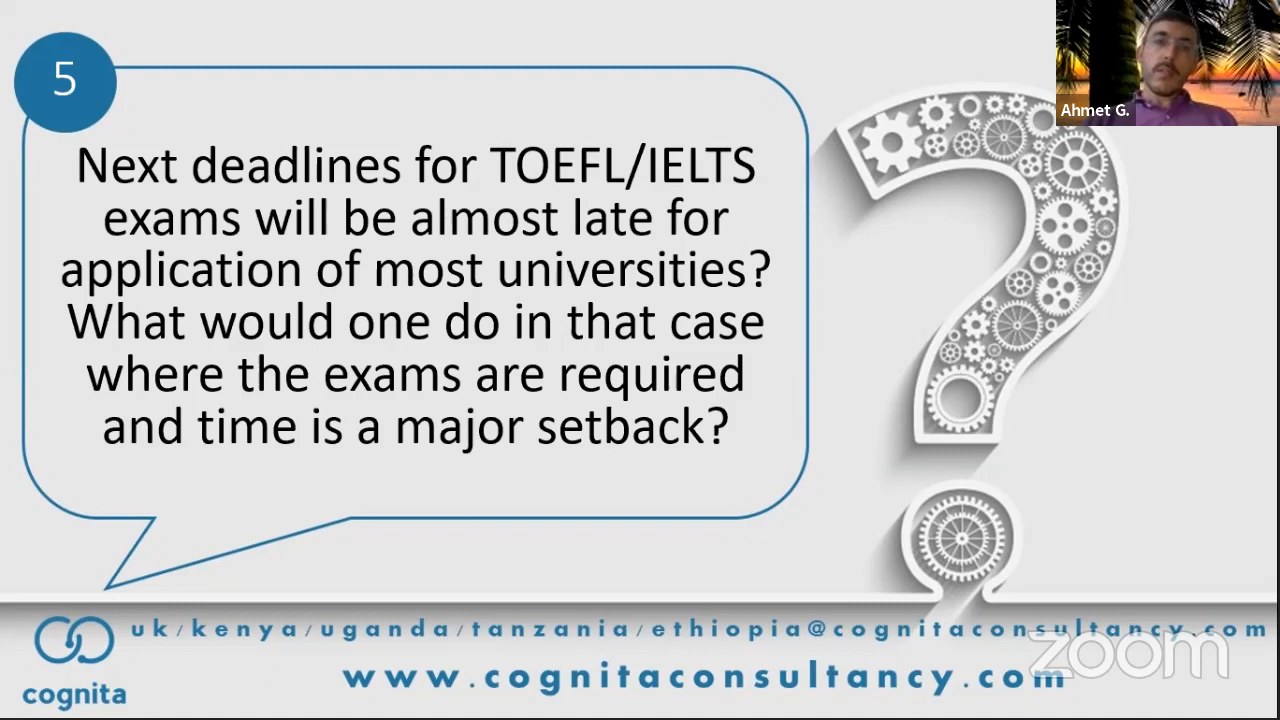 5
Ahmet G.
Next deadlines for TOEFL/IELTS
exams will be almost late for
application of most universities?
What would one do in that case
where the exams are required
and time is a major setback?
uk/kenya/uganda/tanzania/ethiopia@cognitaconsultancy.com
www.cognitaconsultancy.com
cognita
zoom